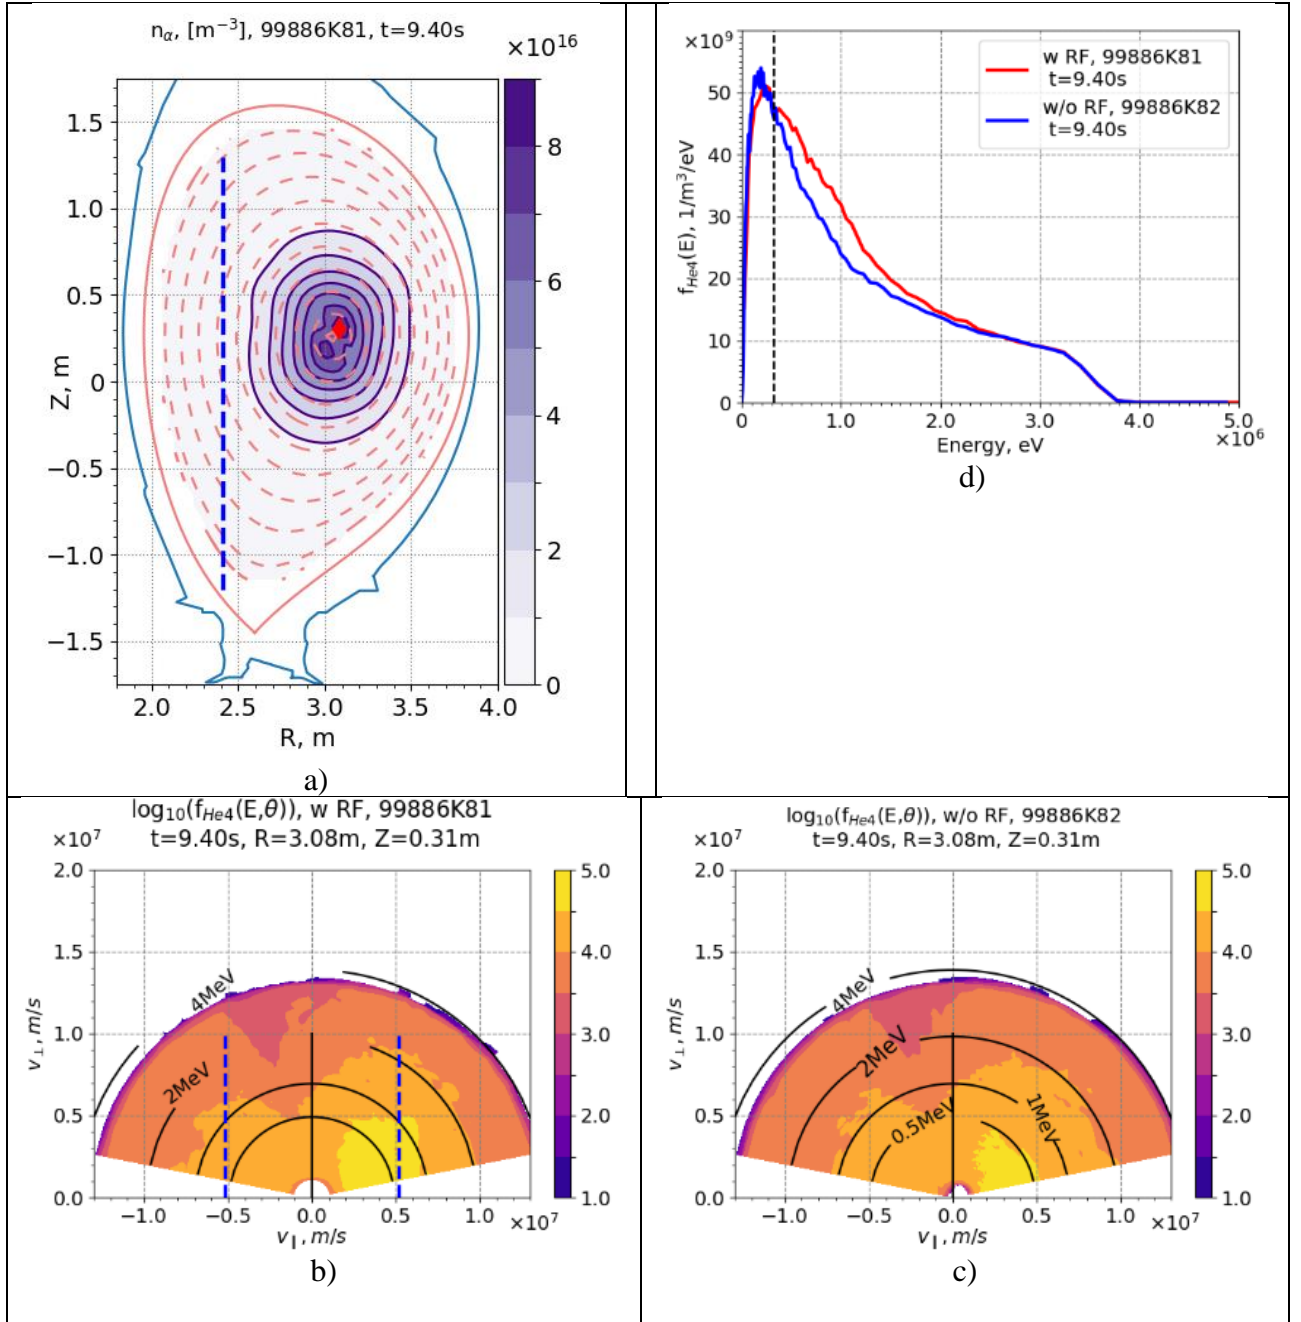 n_α, [m⁻³], 99886K81, t=9.40s
×10¹⁶
1.5
1.0
0.5
0
−0.5
−1.0
−1.5
Z, m
2.0 2.5 3.0 3.5 4.0
R, m
8
6
4
2
0
a)
×10⁹
50
40
30
20
10
0
f_He4(E), 1/m³/eV
w RF, 99886K81
t=9.40s
w/o RF, 99886K82
t=9.40s
0 1.0 2.0 3.0 4.0 5.0
×10⁶
Energy, eV
d)
log₁₀(f_He4(E,θ)), w RF, 99886K81
t=9.40s, R=3.08m, Z=0.31m
×10⁷
2.0
1.5
1.0
0.5
0.0
v⊥, m/s
4MeV
2MeV
−1.0 −0.5 0.0 0.5 ×10⁷
v∥, m/s
5.0
4.0
3.0
2.0
1.0
b)
log₁₀(f_He4(E,θ)), w/o RF, 99886K82
t=9.40s, R=3.08m, Z=0.31m
×10⁷
2.0
1.5
1.0
0.5
0.0
v⊥, m/s
4MeV
2MeV
0.5MeV
1MeV
−1.0 −0.5 0.0 0.5 1.0 ×10⁷
v∥, m/s
5.0
4.0
3.0
2.0
1.0
c)